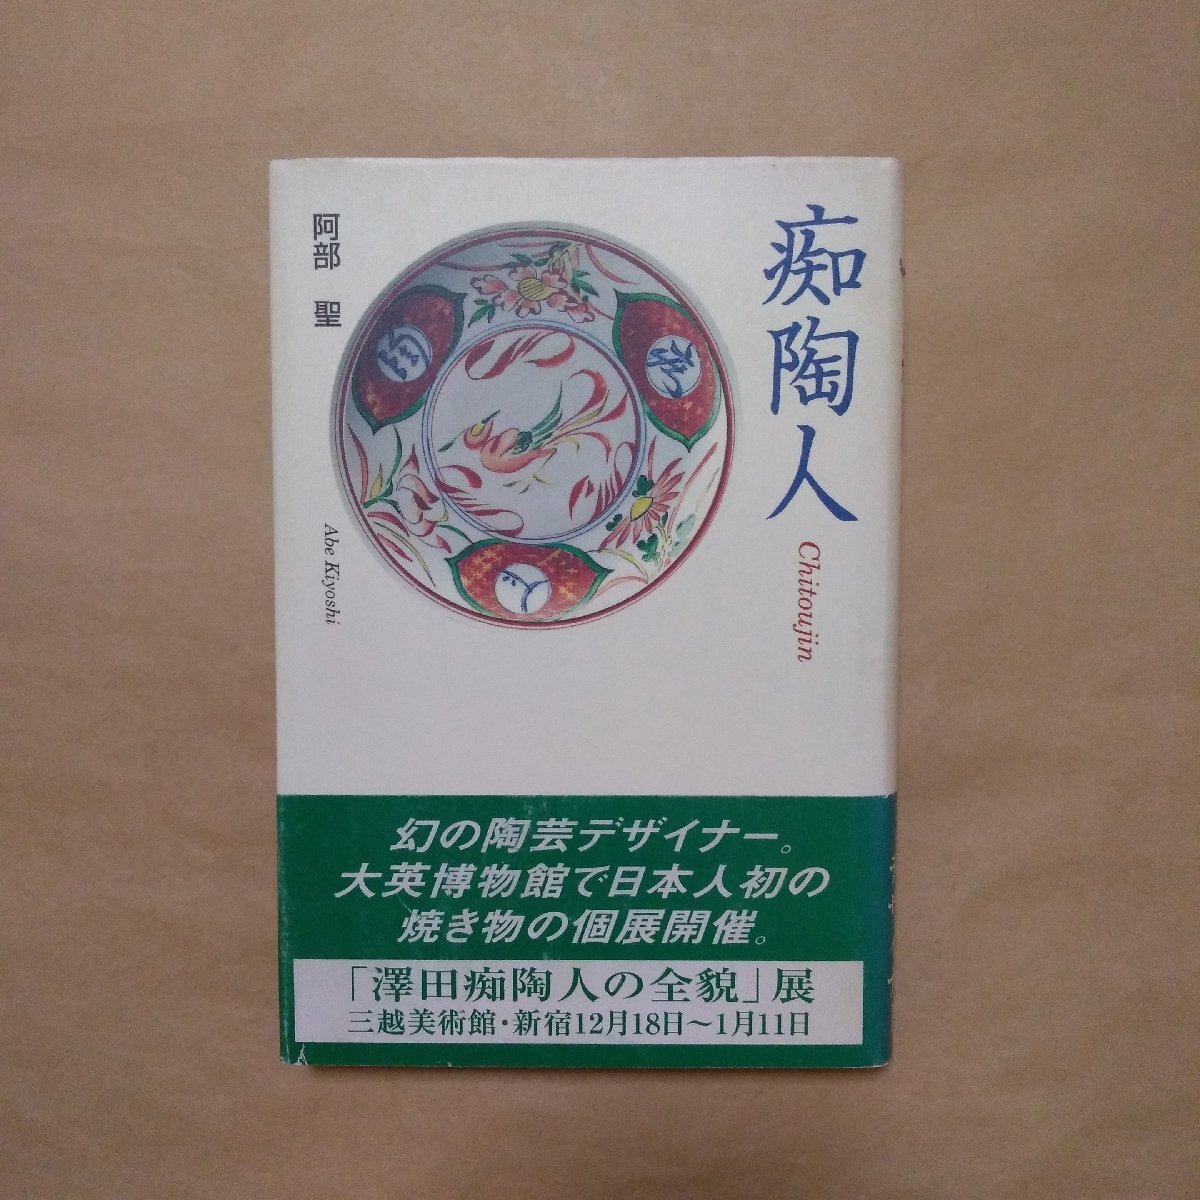 痴陶人
Chitoujin
阿部 聖
Abe Kiyoshi
陶
痴
人
幻の陶芸デザイナー。
大英博物館で日本人初の
焼き物の個展開催。
「澤田痴陶人の全貌」展
三越美術館・新宿12月18日〜1月11日